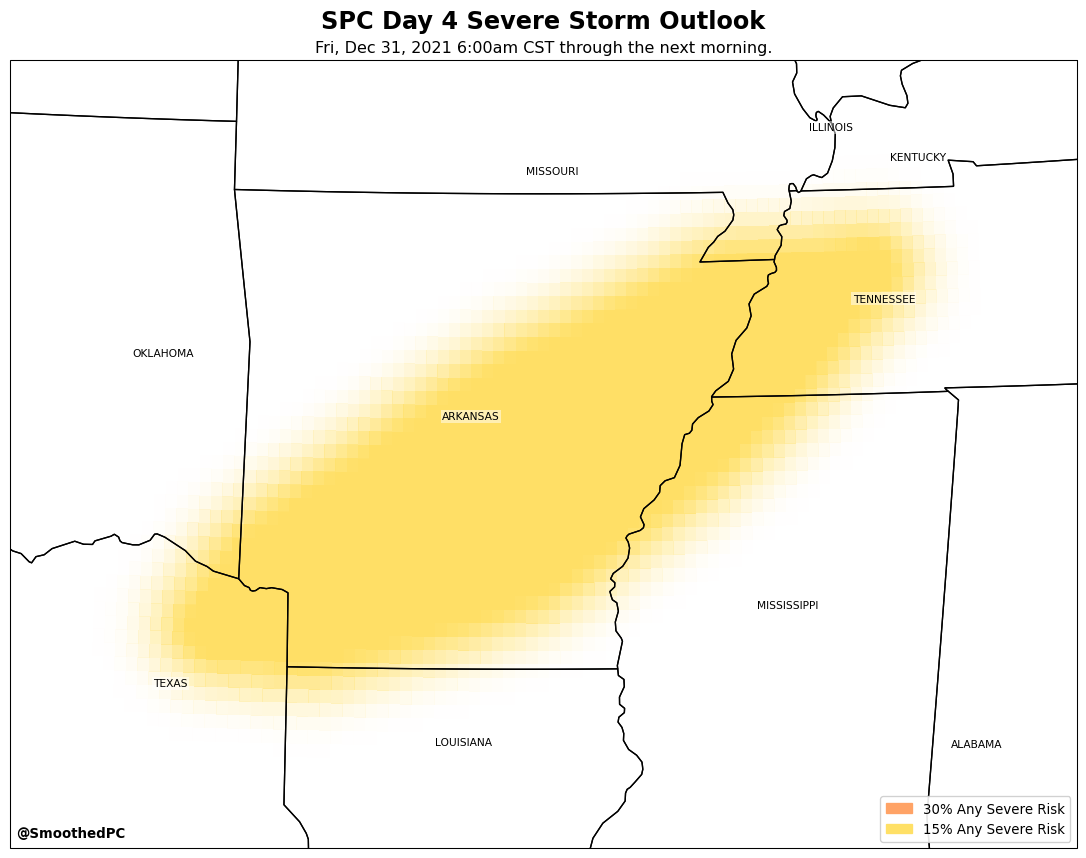 SPC Day 4 Severe Storm Outlook
Fri, Dec 31, 2021 6:00am CST through the next morning.
ILLINOIS
KENTUCKY
MISSOURI
TENNESSEE
OKLAHOMA
ARKANSAS
MISSISSIPPI
TEXAS
LOUISIANA
ALABAMA
30% Any Severe Risk
15% Any Severe Risk
@SmoothedPC